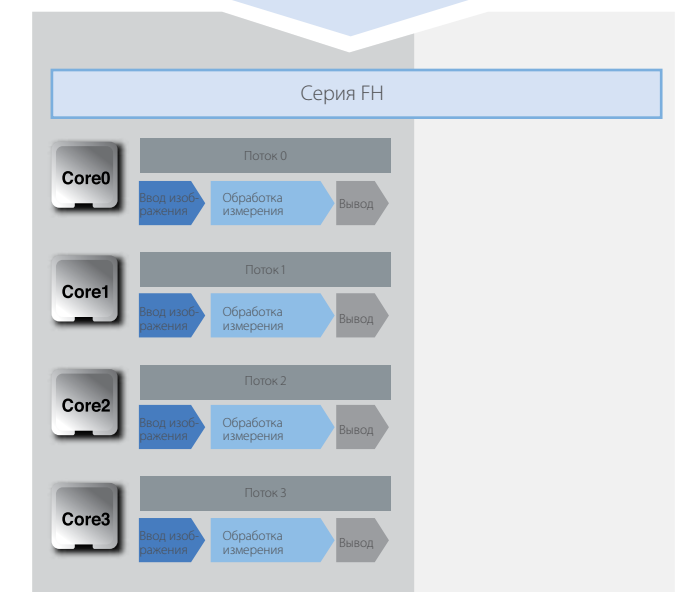 Серия FH
Core0
Поток 0
Ввод изоб-
ражения
Обработка
измерения
Вывод
Core1
Поток 1
Ввод изоб-
ражения
Обработка
измерения
Вывод
Core2
Поток 2
Ввод изоб-
ражения
Обработка
измерения
Вывод
Core3
Поток 3
Ввод изоб-
ражения
Обработка
измерения
Вывод